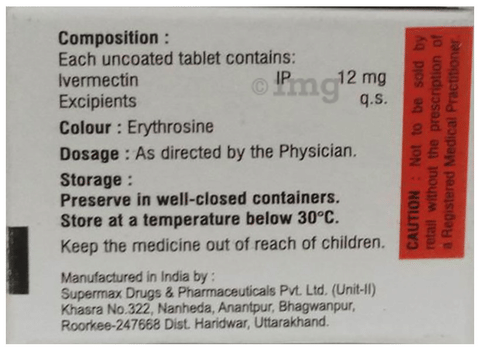 Composition :
Each uncoated tablet contains:
Ivermectin IP 12 mg
Excipients q.s.
Colour : Erythrosine
Dosage : As directed by the Physician.
Storage :
Preserve in well-closed containers.
Store at a temperature below 30°C.
Keep the medicine out of reach of children.
Manufactured in India by :
Supermax Drugs & Pharmaceuticals Pvt. Ltd. (Unit-II)
Khasra No.322, Nanheda, Anantpur, Bhagwanpur,
Roorkee-247668 Dist. Haridwar, Uttarakhand.
CAUTION : Not to be sold by
retail without the prescription of
a Registered Medical Practitioner.
© 1mg